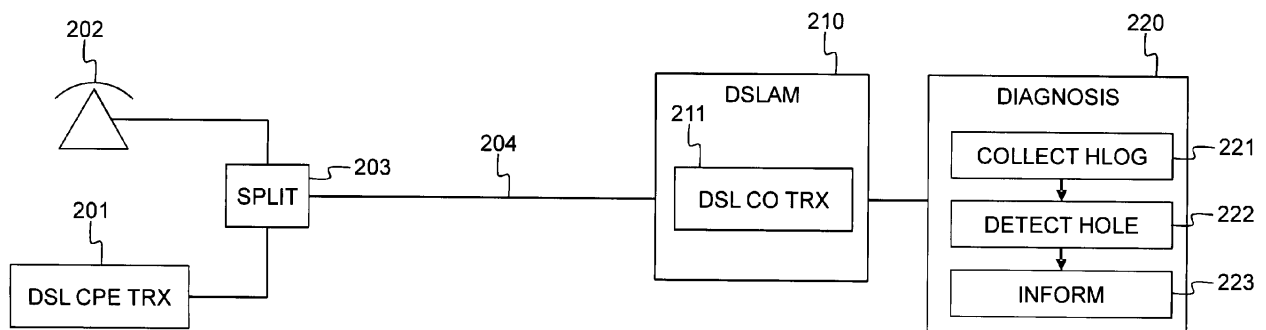 202
210
220
DSLAM
DIAGNOSIS
211
204
203
COLLECT HLOG
221
SPLIT
DSL CO TRX
201
DETECT HOLE
222
DSL CPE TRX
INFORM
223